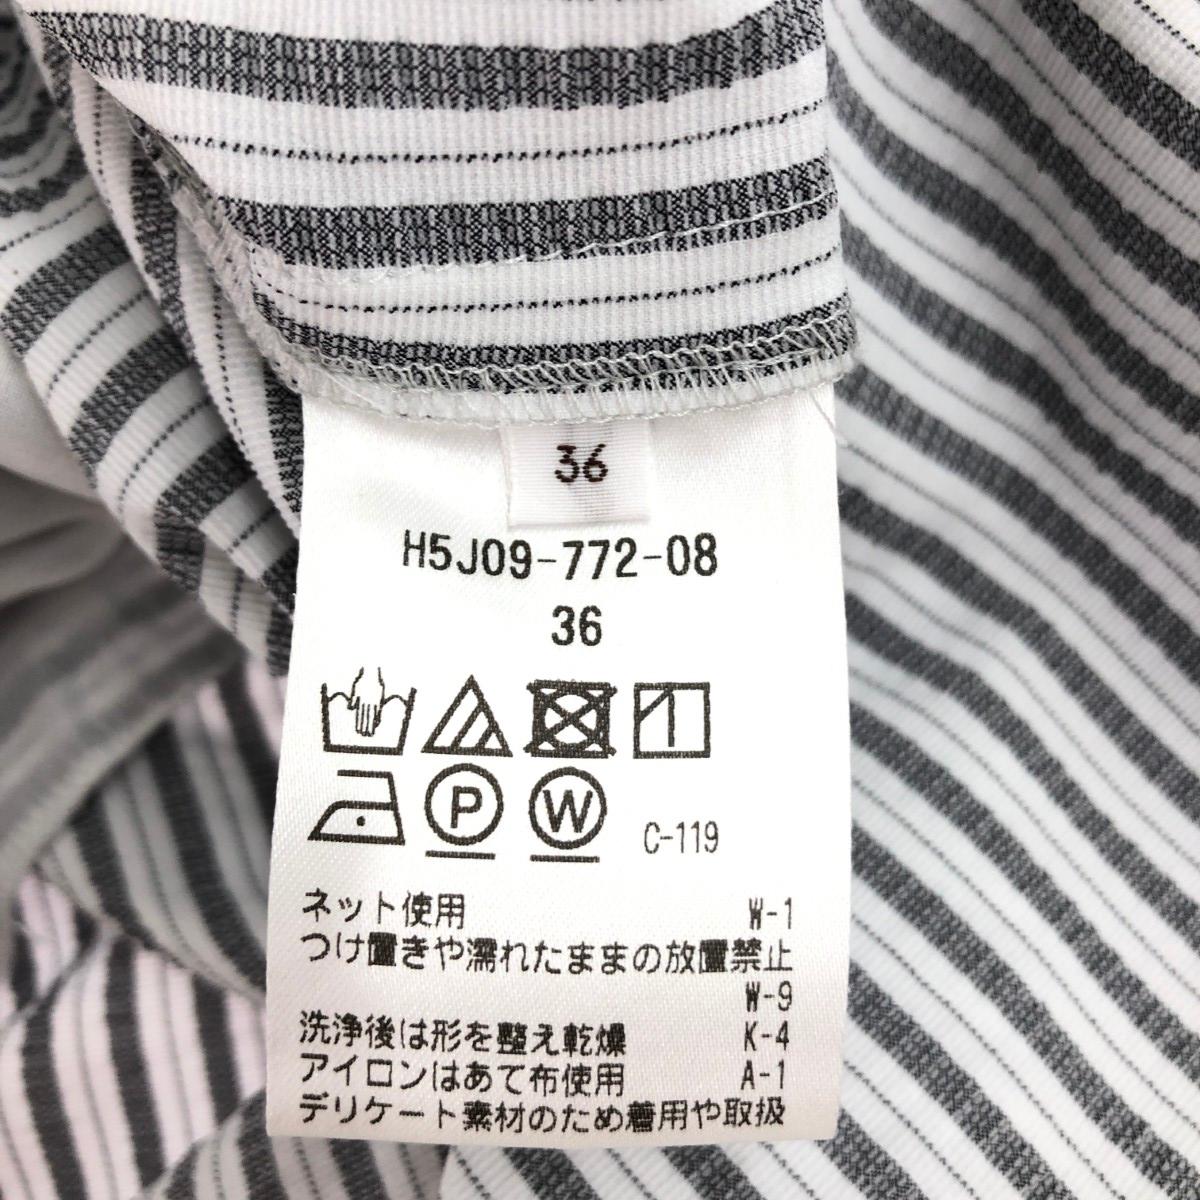 36
H5J09-772-08
36
P W C-119
ネット使用 W-1
つけ置きや濡れたままの放置禁止
W-9
洗浄後は形を整え乾燥 K-4
アイロンはあて布使用 A-1
デリケート素材のため着用や取扱